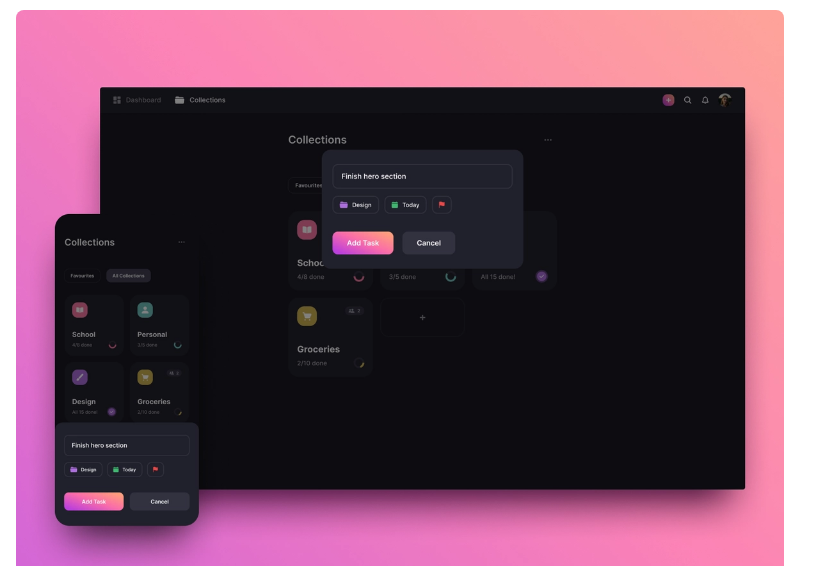 Dashboard
Collections
Collections
Finish hero section
Favourites
Design
Today
Add Task
Cancel
Schoo
4/8 done
3/5 done
All 15 done!
Groceries
2/10 done
Collections
Favourites
All Collections
School
Personal
4/8 done
3/5 done
Design
Groceries
All 15 done!
2/10 done
Finish hero section
Design
Today
Add Task
Cancel